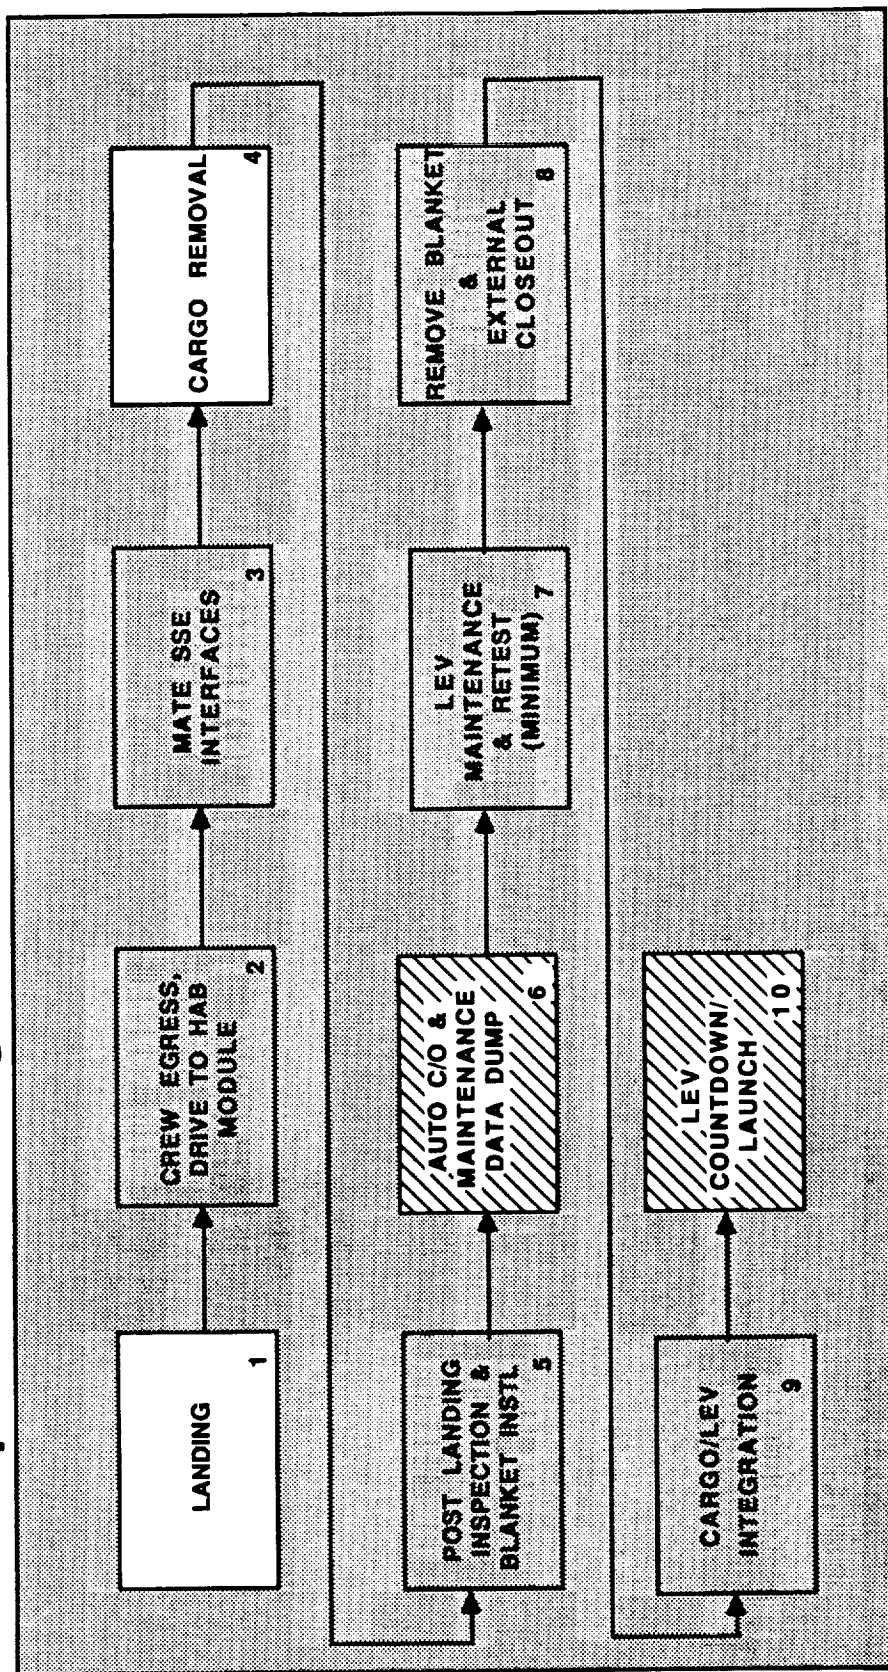 LANDING
1
CREW EGRESS,
DRIVE TO HAB
MODULE
2
MATE SSE
INTERFACES
3
CARGO REMOVAL
4
POST LANDING
INSPECTION &
BLANKET INSTL
5
AUTO C/O &
MAINTENANCE
DATA DUMP
6
LEV
MAINTENANCE
& RETEST
(MINIMUM)
7
REMOVE BLANKET
&
EXTERNAL
CLOSEOUT
8
CARGO/LEV
INTEGRATION
9
LEV
COUNTDOWN/
LAUNCH
10